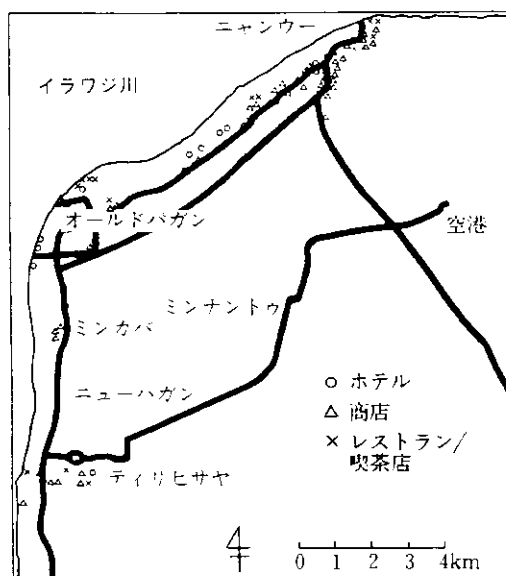 ニャンウー
イラワジ川
オールドバガン
空港
ミンナントゥ
ミンカバ
ニューハガン
○ ホテル
△ 商店
× レストラン/
喫茶店
ティリヒサヤ
4
0 1 2 3 4km